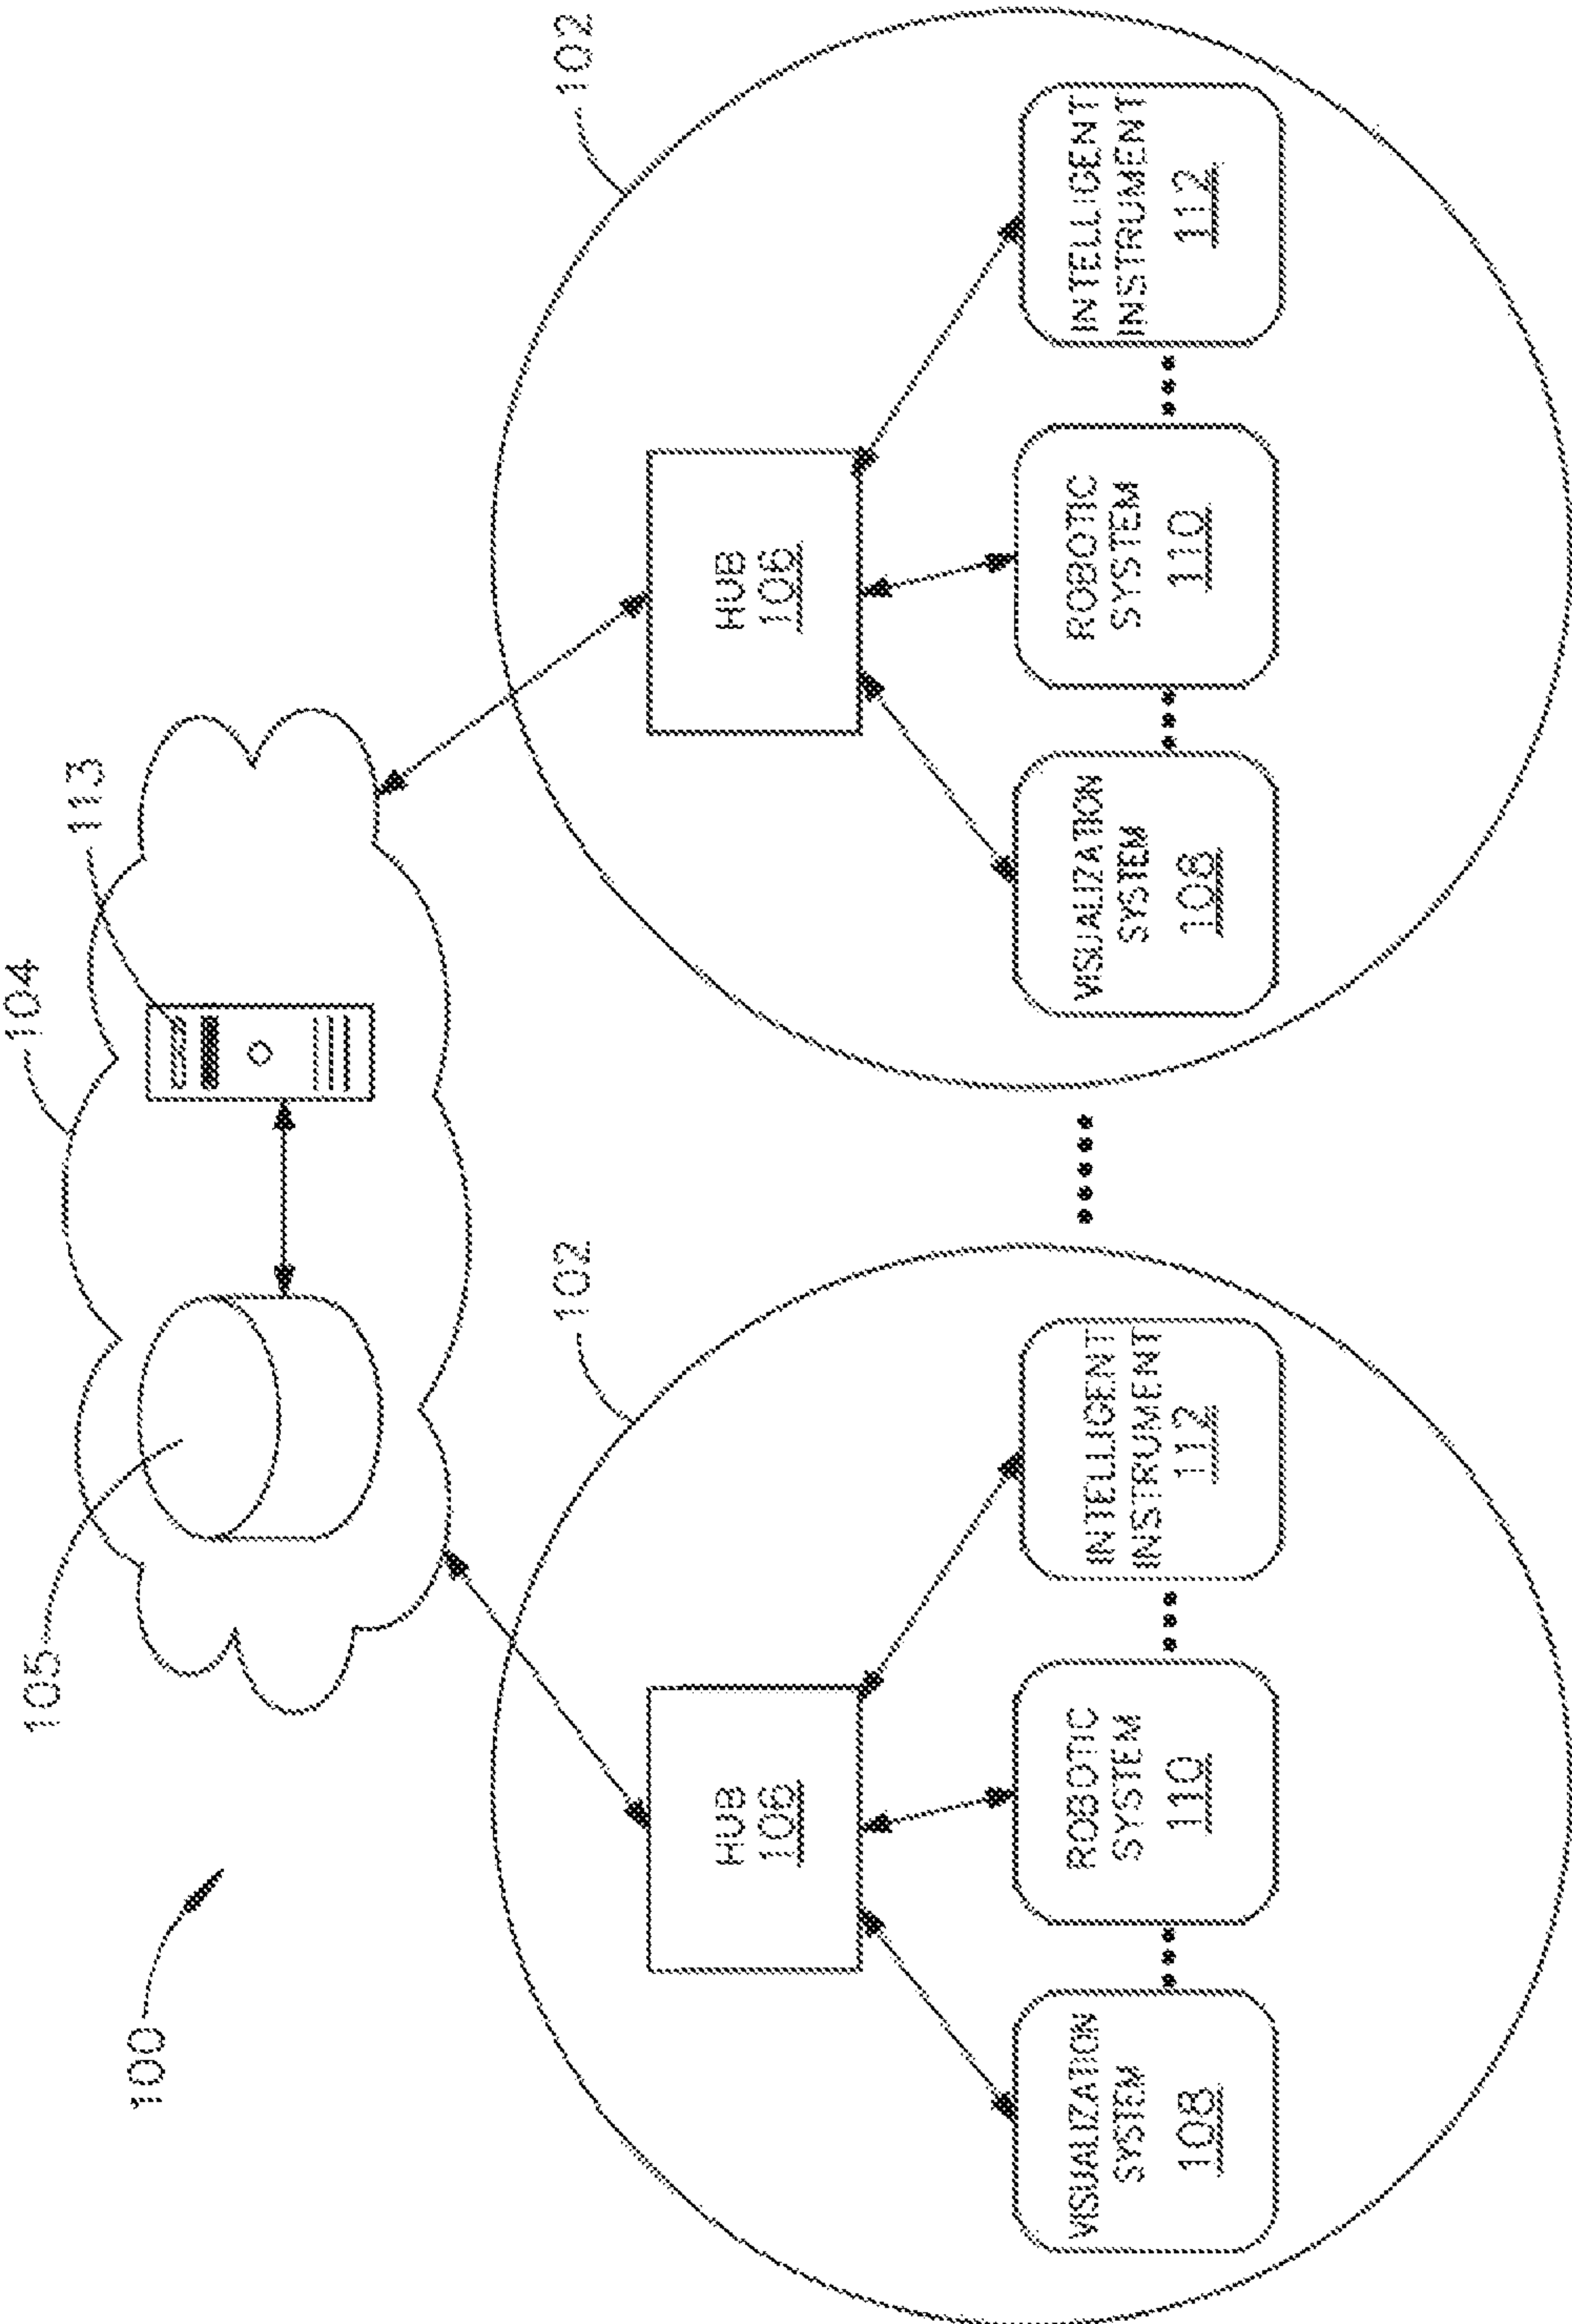 100
105
104
113
102
HUB
106
VISUALIZATION
SYSTEM
108
ROBOTIC
SYSTEM
110
INTELLIGENT
INSTRUMENT
112
102
HUB
106
VISUALIZATION
SYSTEM
108
ROBOTIC
SYSTEM
110
INTELLIGENT
INSTRUMENT
112